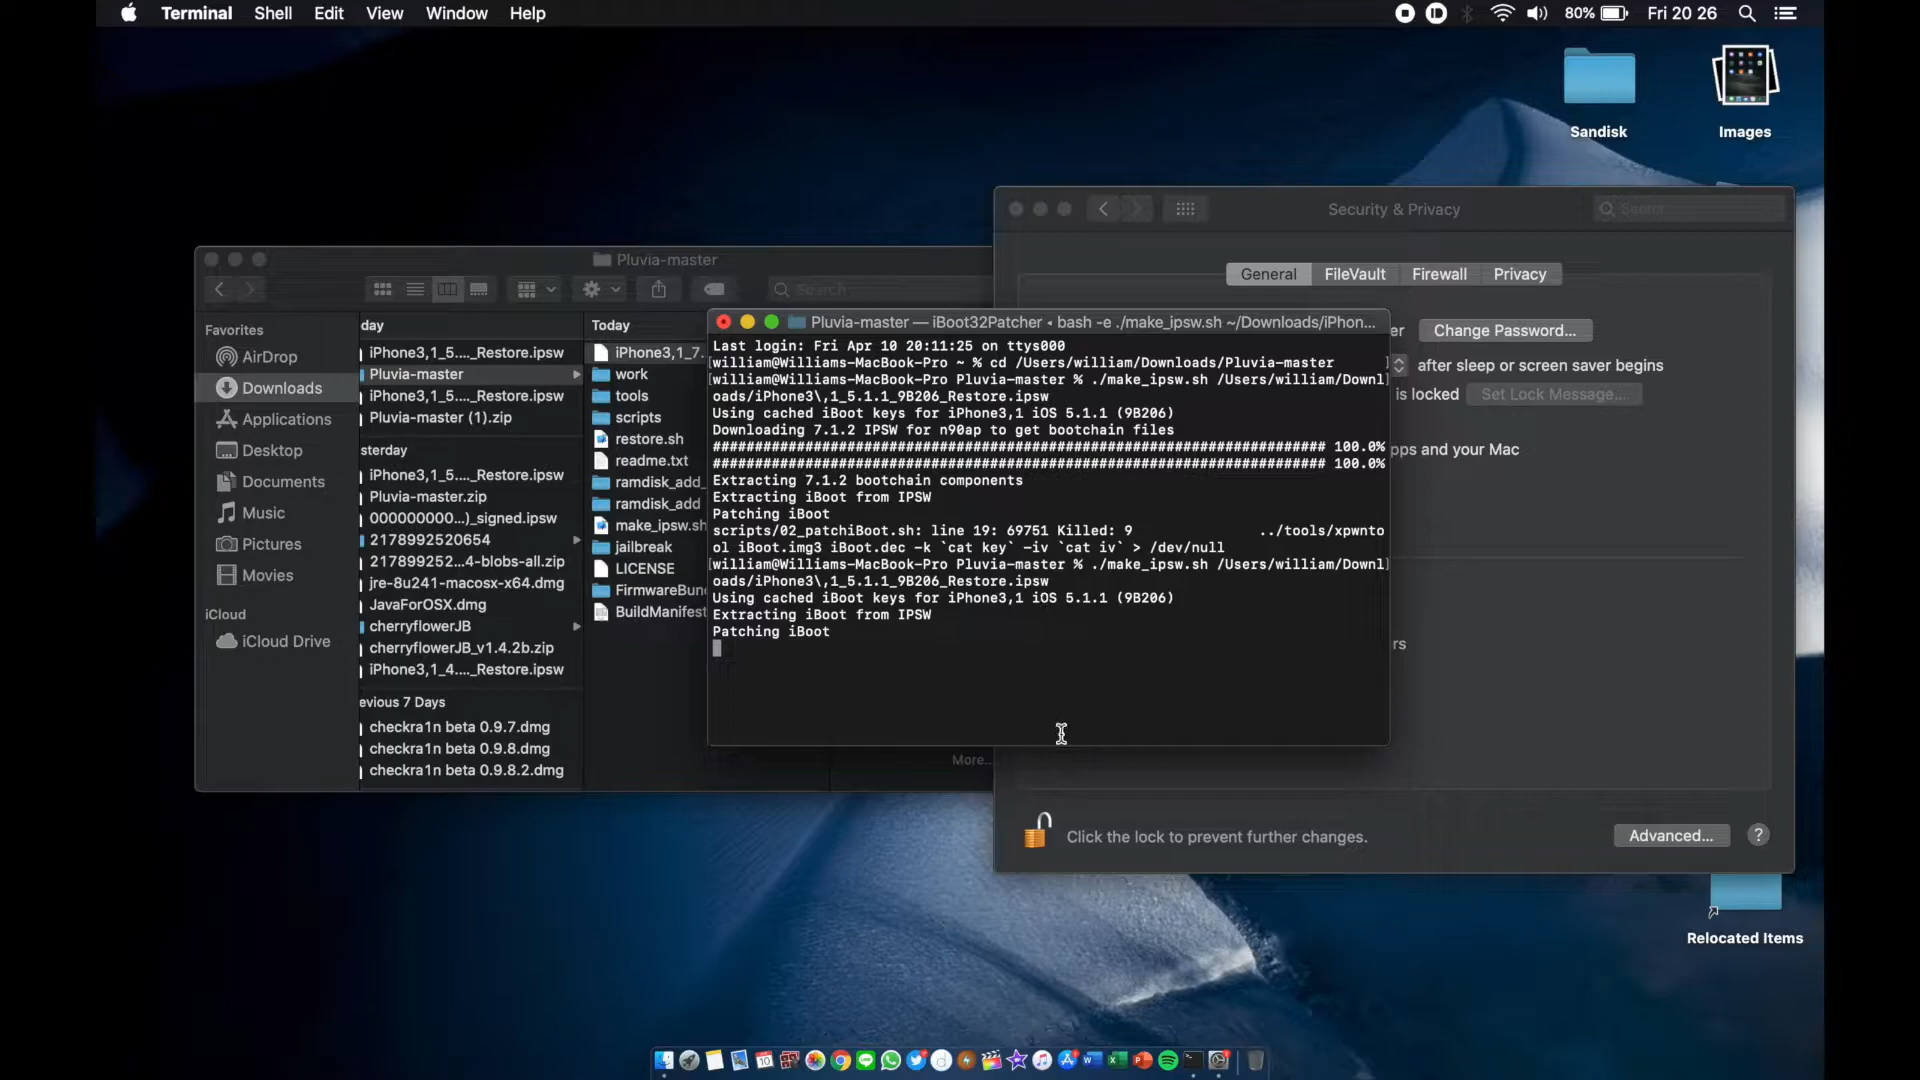 Terminal Shell Edit View Window Help
80% Fri 20 26
Sandisk
Images
Security & Privacy
Search
General FileVault Firewall Privacy
Change Password...
after sleep or screen saver begins
is locked Set Lock Message...
pps and your Mac
rs
Click the lock to prevent further changes.
Advanced... ?
Relocated Items
Pluvia-master
Search
Favorites
AirDrop
Downloads
Applications
Desktop
Documents
Music
Pictures
Movies
iCloud
iCloud Drive
day
iPhone3,1_5...._Restore.ipsw
Pluvia-master
iPhone3,1_5...._Restore.ipsw
Pluvia-master (1).zip
sterday
iPhone3,1_5...._Restore.ipsw
Pluvia-master.zip
000000000...)_signed.ipsw
2178992520654
217899252...4-blobs-all.zip
jre-8u241-macosx-x64.dmg
JavaForOSX.dmg
cherryflowerJB
cherryflowerJB_v1.4.2b.zip
iPhone3,1_4...._Restore.ipsw
evious 7 Days
checkra1n beta 0.9.7.dmg
checkra1n beta 0.9.8.dmg
checkra1n beta 0.9.8.2.dmg
Today
iPhone3,1_7.
work
tools
scripts
restore.sh
readme.txt
ramdisk_add_
ramdisk_add
make_ipsw.sh
jailbreak
LICENSE
FirmwareBun
BuildManifest
More...
Pluvia-master — iBoot32Patcher ◂ bash -e ./make_ipsw.sh ~/Downloads/iPhon...
Last login: Fri Apr 10 20:11:25 on ttys000
[william@Williams-MacBook-Pro ~ % cd /Users/william/Downloads/Pluvia-master ]
[william@Williams-MacBook-Pro Pluvia-master % ./make_ipsw.sh /Users/william/Downl]
oads/iPhone3\,1_5.1.1_9B206_Restore.ipsw
Using cached iBoot keys for iPhone3,1 iOS 5.1.1 (9B206)
Downloading 7.1.2 IPSW for n90ap to get bootchain files
######################################################################### 100.0%
######################################################################### 100.0%
Extracting 7.1.2 bootchain components
Extracting iBoot from IPSW
Patching iBoot
scripts/02_patchiBoot.sh: line 19: 69751 Killed: 9 ../tools/xpwnto
ol iBoot.img3 iBoot.dec -k `cat key` -iv `cat iv` > /dev/null
[william@Williams-MacBook-Pro Pluvia-master % ./make_ipsw.sh /Users/william/Downl]
oads/iPhone3\,1_5.1.1_9B206_Restore.ipsw
Using cached iBoot keys for iPhone3,1 iOS 5.1.1 (9B206)
Extracting iBoot from IPSW
Patching iBoot